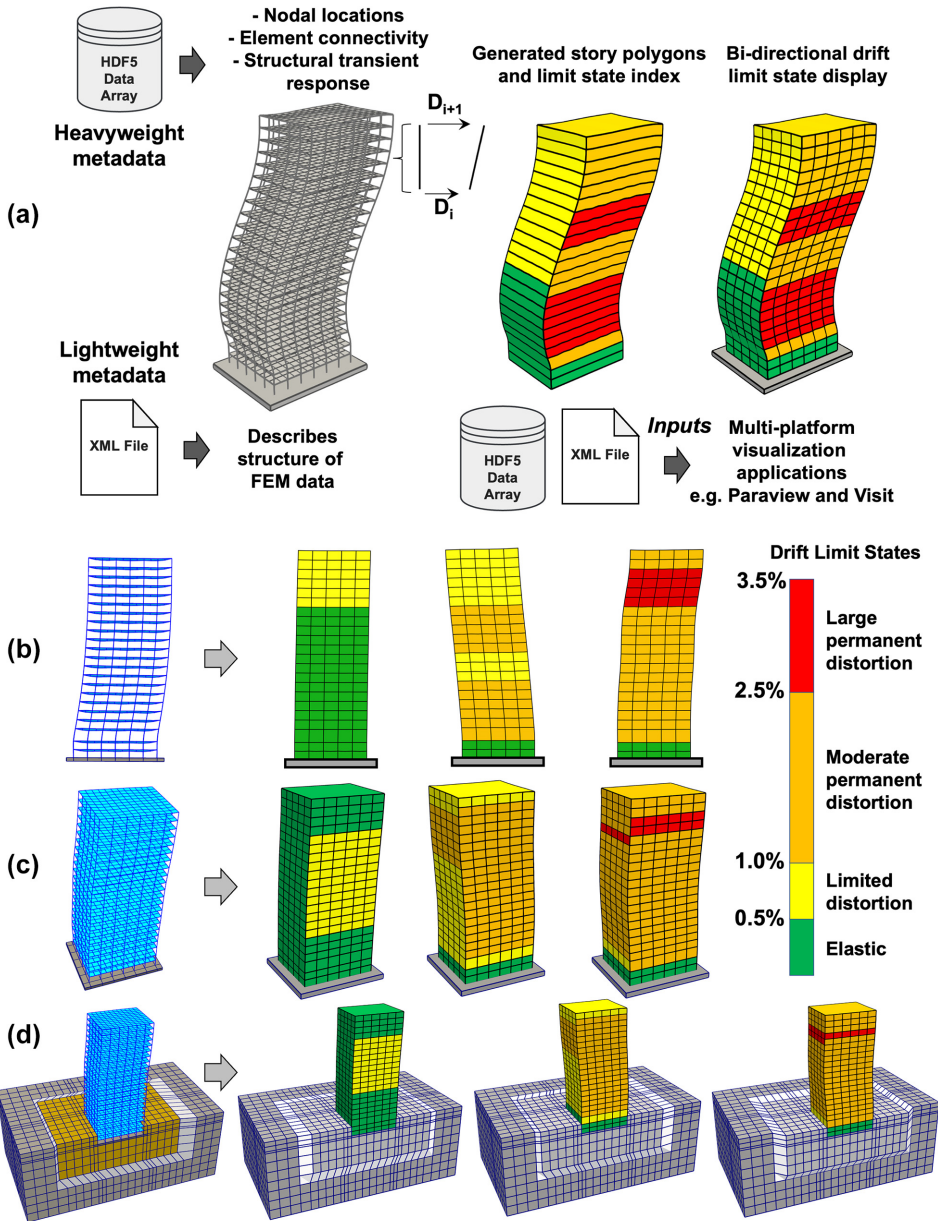 - Nodal locations
- Element connectivity
- Structural transient
response
HDF5
Data
Array
Heavyweight
metadata
Generated story polygons
and limit state index
Bi-directional drift
limit state display
Di+1
Di
(a)
Lightweight
metadata
XML File
Describes
structure of
FEM data
HDF5
Data
Array
XML File
Inputs
Multi-platform
visualization
applications
e.g. Paraview and Visit
(b)
Drift Limit States
3.5%
Large
permanent
distortion
2.5%
Moderate
permanent
distortion
1.0%
Limited
distortion
0.5%
Elastic
(c)
(d)